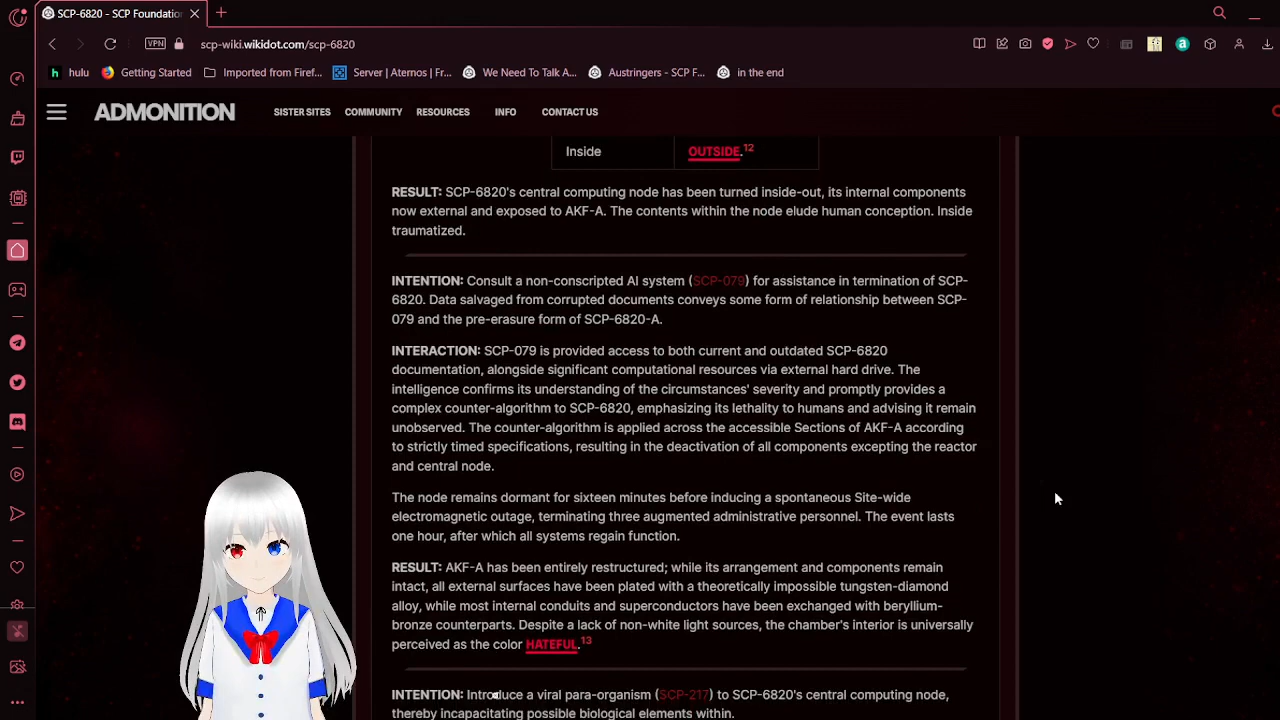 SCP-6820 - SCP Foundation
scp-wiki.wikidot.com/scp-6820
VPN
hulu
Getting Started
Imported from Firef...
Server | Aternos | Fr...
We Need To Talk A...
Austringers - SCP F...
in the end
ADMONITION
SISTER SITES
COMMUNITY
RESOURCES
INFO
CONTACT US
Inside
OUTSIDE.12
RESULT: SCP-6820's central computing node has been turned inside-out, its internal components
now external and exposed to AKF-A. The contents within the node elude human conception. Inside
traumatized.
INTENTION: Consult a non-conscripted AI system (SCP-079) for assistance in termination of SCP-
6820. Data salvaged from corrupted documents conveys some form of relationship between SCP-
079 and the pre-erasure form of SCP-6820-A.
INTERACTION: SCP-079 is provided access to both current and outdated SCP-6820
documentation, alongside significant computational resources via external hard drive. The
intelligence confirms its understanding of the circumstances' severity and promptly provides a
complex counter-algorithm to SCP-6820, emphasizing its lethality to humans and advising it remain
unobserved. The counter-algorithm is applied across the accessible Sections of AKF-A according
to strictly timed specifications, resulting in the deactivation of all components excepting the reactor
and central node.
The node remains dormant for sixteen minutes before inducing a spontaneous Site-wide
electromagnetic outage, terminating three augmented administrative personnel. The event lasts
one hour, after which all systems regain function.
RESULT: AKF-A has been entirely restructured; while its arrangement and components remain
intact, all external surfaces have been plated with a theoretically impossible tungsten-diamond
alloy, while most internal conduits and superconductors have been exchanged with beryllium-
bronze counterparts. Despite a lack of non-white light sources, the chamber's interior is universally
perceived as the color HATEFUL.13
INTENTION: Introduce a viral para-organism (SCP-217) to SCP-6820's central computing node,
thereby incapacitating possible biological elements within.